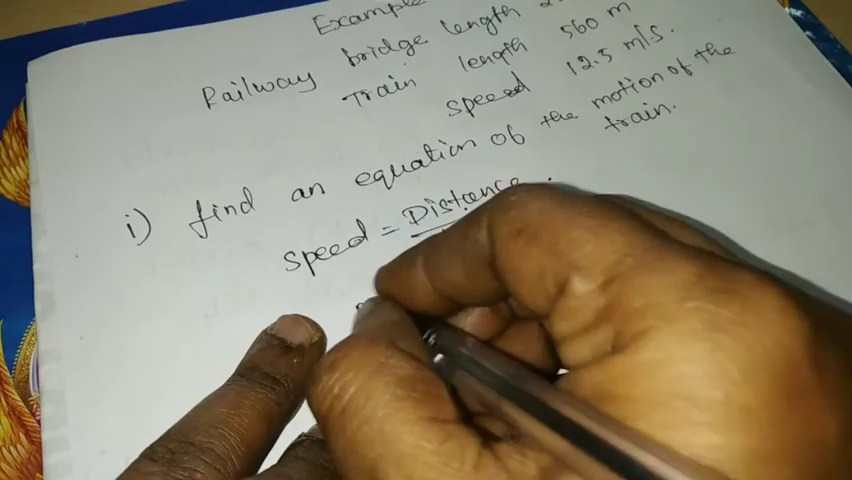 Example
Railway bridge length
Train length 560 m
speed 12.5 m/s.
i) find an equation of the motion of the train.
speed = Distance